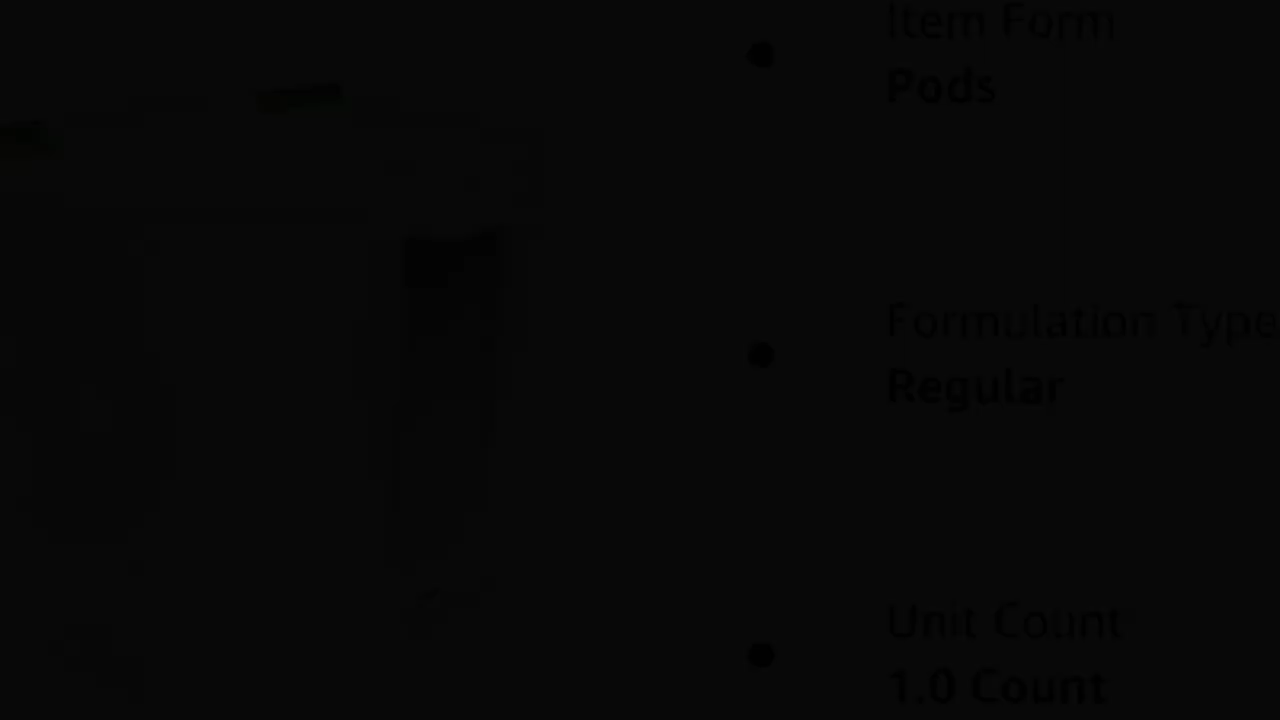 Item Form
Pods
Formulation Type
Regular
Unit Count
1.0 Count